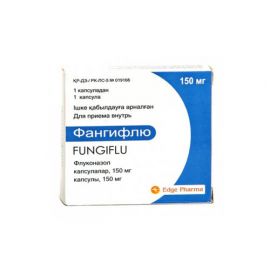 ҚР-ДЗ / РК-ЛС-5 № 019166
150 мг
1 капсуладан
1 капсула
Ішке қабылдауға арналған
Для приема внутрь
Фангифлю
FUNGIFLU
Флуконазол
капсулалар, 150 мг
капсулы, 150 мг
Edge Pharma